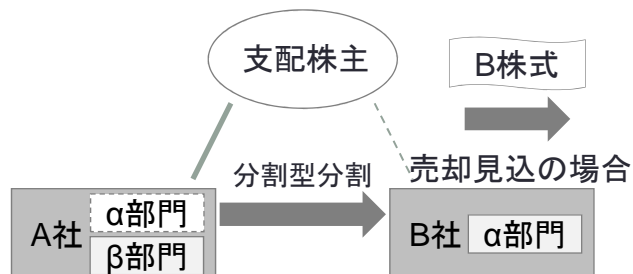 支配株主
B株式
分割型分割
売却見込の場合
A社
α部門
β部門
B社
α部門